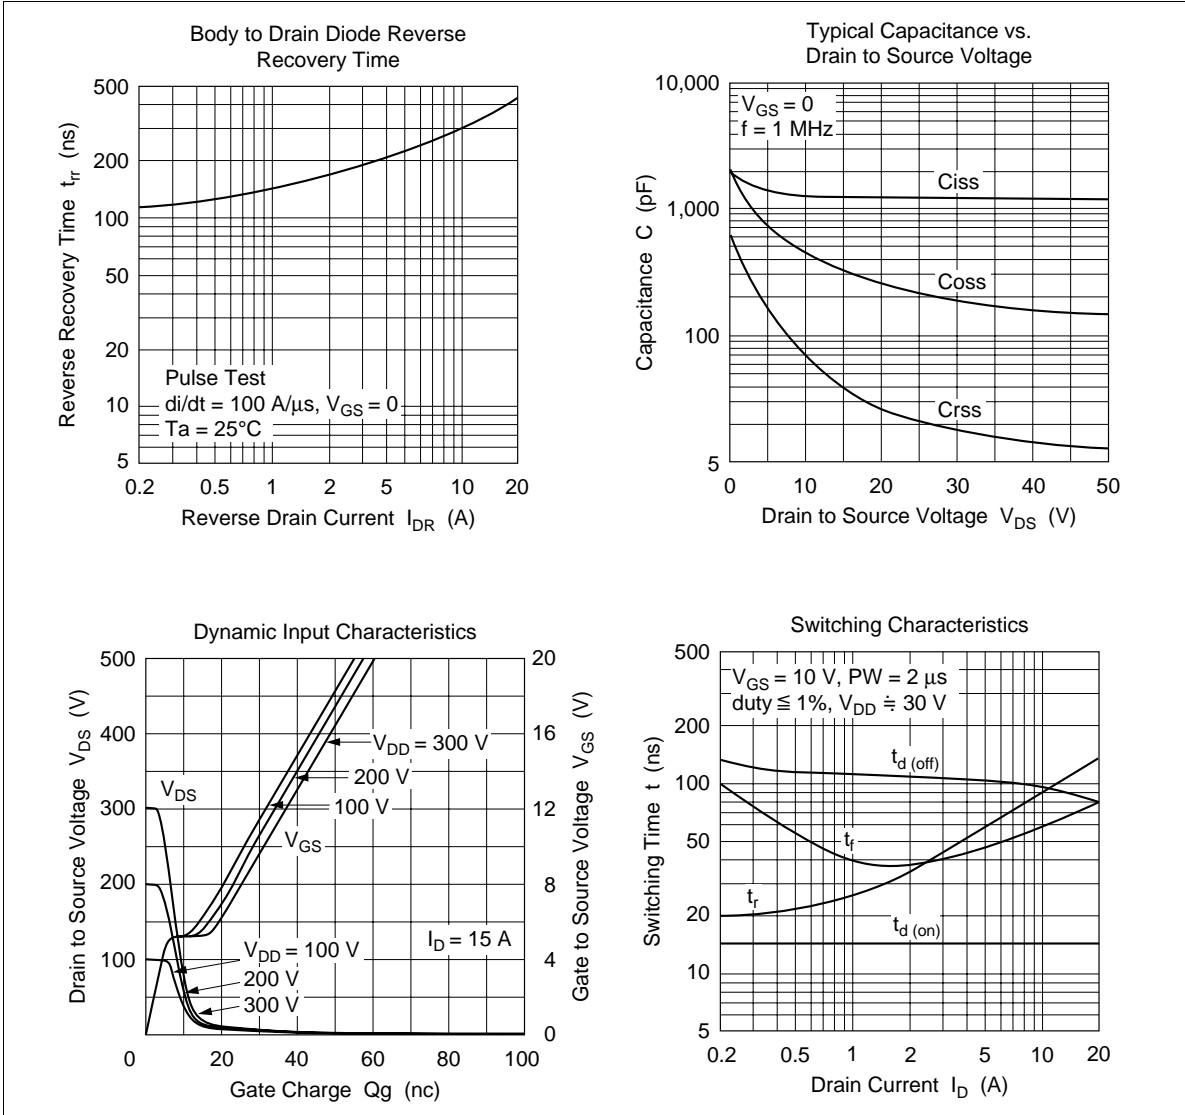 Body to Drain Diode Reverse
Recovery Time
Reverse Recovery Time t_rr (ns)
500
200
100
50
20
10
5
Pulse Test
di/dt = 100 A/µs, V_GS = 0
Ta = 25°C
0.2 0.5 1 2 5 10 20
Reverse Drain Current I_DR (A)
Typical Capacitance vs.
Drain to Source Voltage
Capacitance C (pF)
10,000
1,000
100
5
V_GS = 0
f = 1 MHz
Ciss
Coss
Crss
0 10 20 30 40 50
Drain to Source Voltage V_DS (V)
Dynamic Input Characteristics
Drain to Source Voltage V_DS (V)
500
400
300
200
100
0
V_DS
V_DD = 300 V
200 V
100 V
V_GS
I_D = 15 A
V_DD = 100 V
200 V
300 V
20
16
12
8
4
0
Gate to Source Voltage V_GS (V)
20 40 60 80 100
Gate Charge Qg (nc)
Switching Characteristics
Switching Time t (ns)
500
200
100
50
20
10
5
V_GS = 10 V, PW = 2 µs
duty ≦ 1%, V_DD ≒ 30 V
t_d (off)
t_f
t_r
t_d (on)
0.2 0.5 1 2 5 10 20
Drain Current I_D (A)